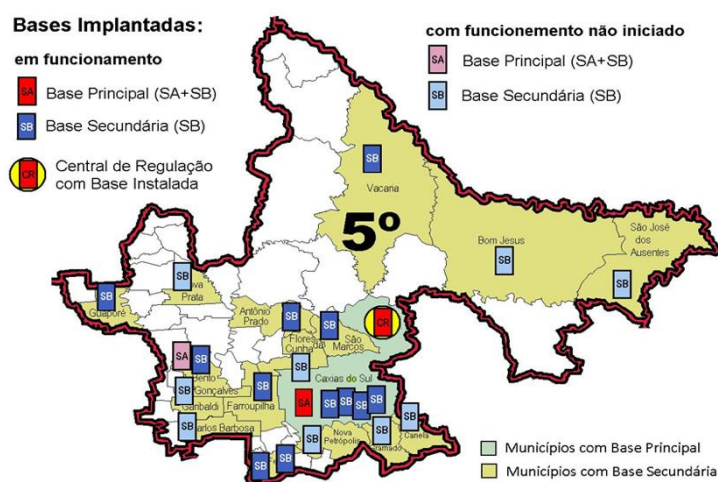 Bases Implantadas:
em funcionamento
SA Base Principal (SA+SB)
SB Base Secundária (SB)
CR Central de Regulação
com Base Instalada
com funcionemento não iniciado
SA Base Principal (SA+SB)
SB Base Secundária (SB)
SB
Vacaria
5º
Bom Jesus
SB
São José
dos
Ausentes
SB
SB
Prata
SB
Guaporé
Antônio
Prado
SB
Flores
Cunha
SB
São
Marcos
CR
SA
SB
Bento
Gonçalves
SB
Garibaldi
SB
Farroupilha
SB
Caxias do Sul
SA
SB SB SB SB
SB
Carlos Barbosa
SB
Nova
Petrópolis
SB
Gramado
SB
Canela
SB
SB
Municípios com Base Principal
Municípios com Base Secundária